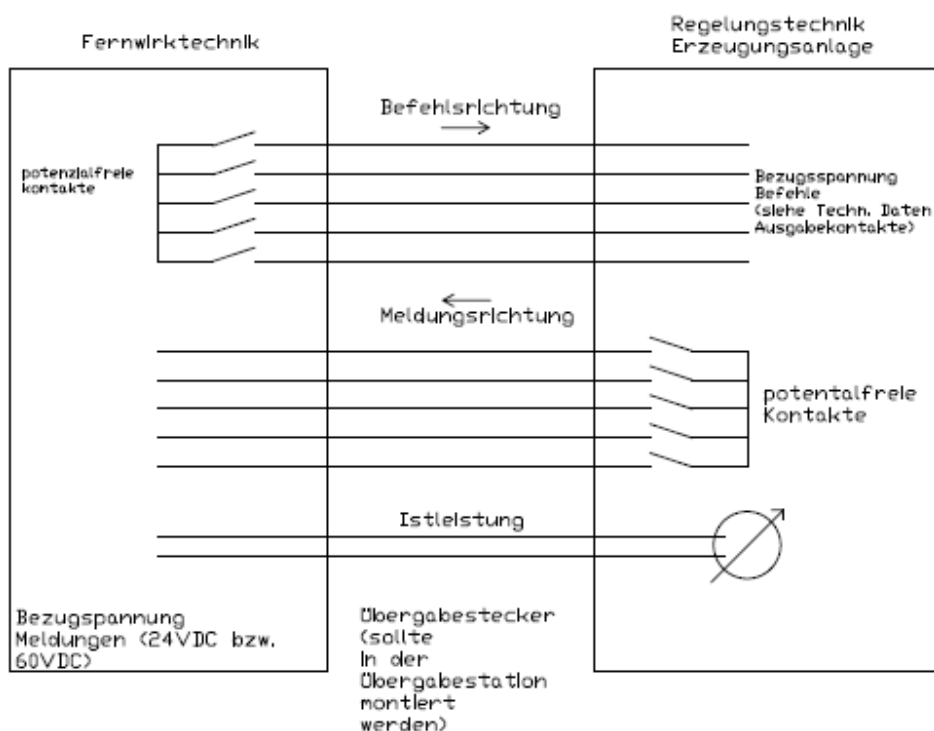 Fernwirktechnik
Regelungstechnik
Erzeugungsanlage
Befehlsrichtung
potenzialfreie
kontakte
Bezugsspannung
Befehle
(siehe Techn. Daten
Ausgabekontakte)
Meldungsrichtung
potentalfreie
Kontakte
Istleistung
Bezugspannung
Meldungen (24VDC bzw.
60VDC)
Übergabestecker
(sollte
in der
Übergabestation
montiert
werden)